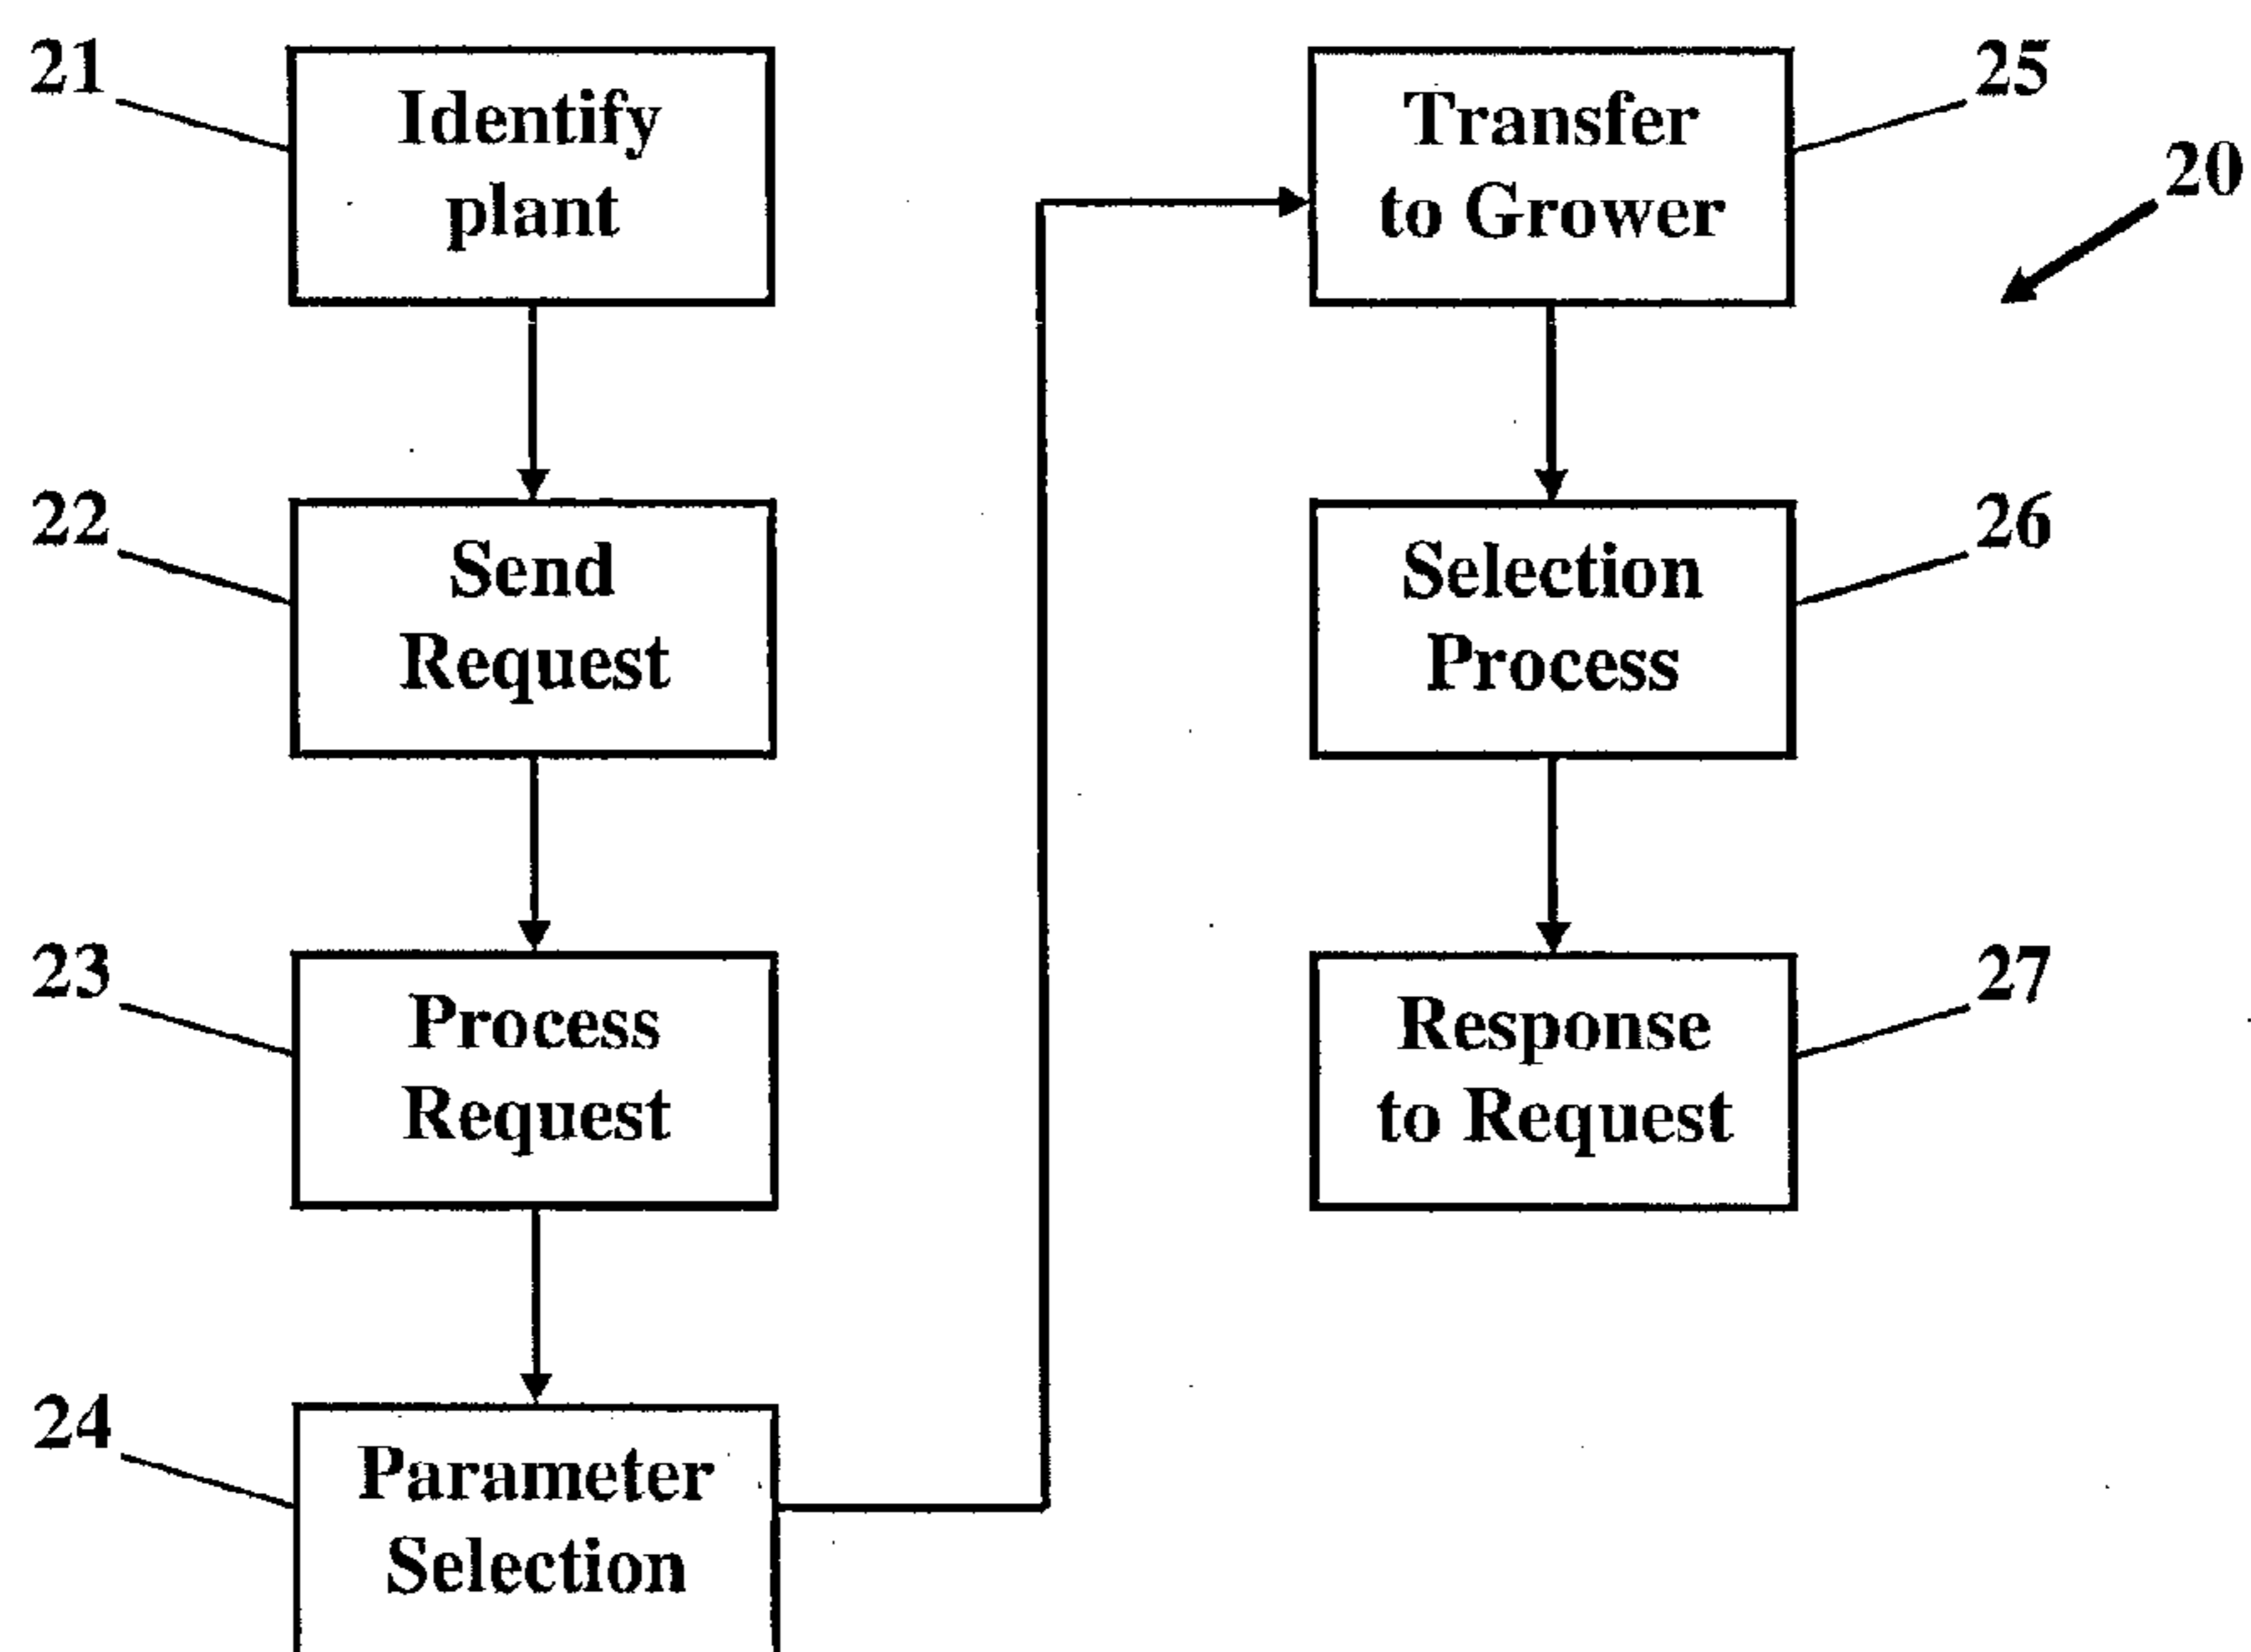 21
Identify
plant
22
Send
Request
23
Process
Request
24
Parameter
Selection
25
Transfer
to Grower
20
26
Selection
Process
27
Response
to Request